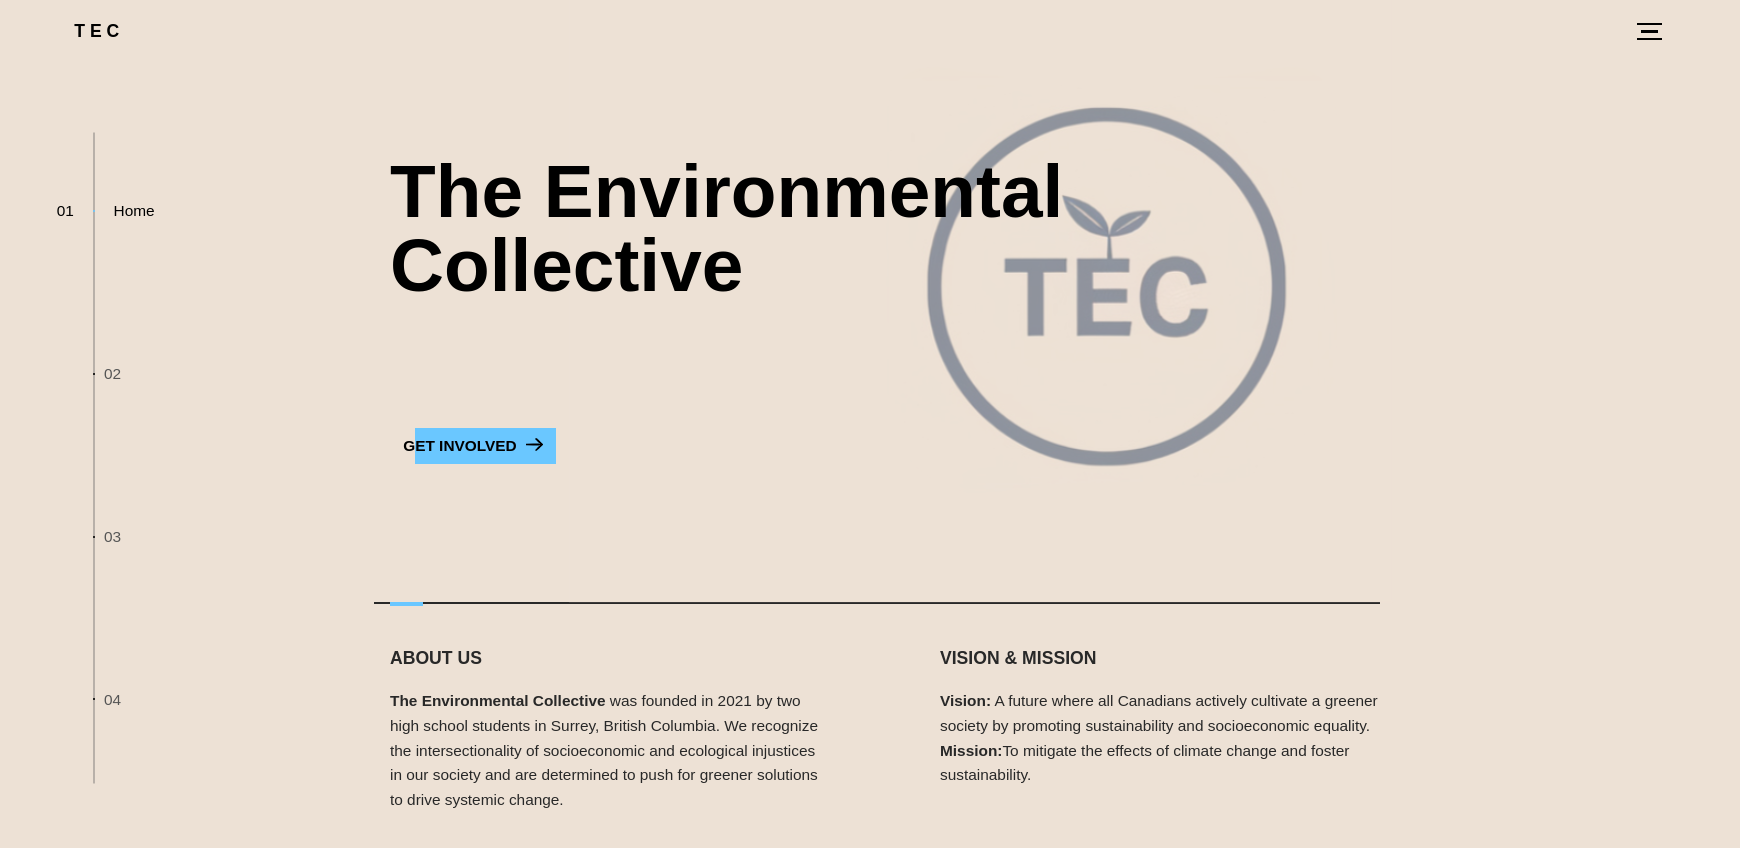 TEC
01 Home
The Environmental
Collective
TEC
02
GET INVOLVED
03
ABOUT US
The Environmental Collective was founded in 2021 by two
high school students in Surrey, British Columbia. We recognize
the intersectionality of socioeconomic and ecological injustices
in our society and are determined to push for greener solutions
to drive systemic change.
VISION & MISSION
Vision: A future where all Canadians actively cultivate a greener
society by promoting sustainability and socioeconomic equality.
Mission:To mitigate the effects of climate change and foster
sustainability.
04